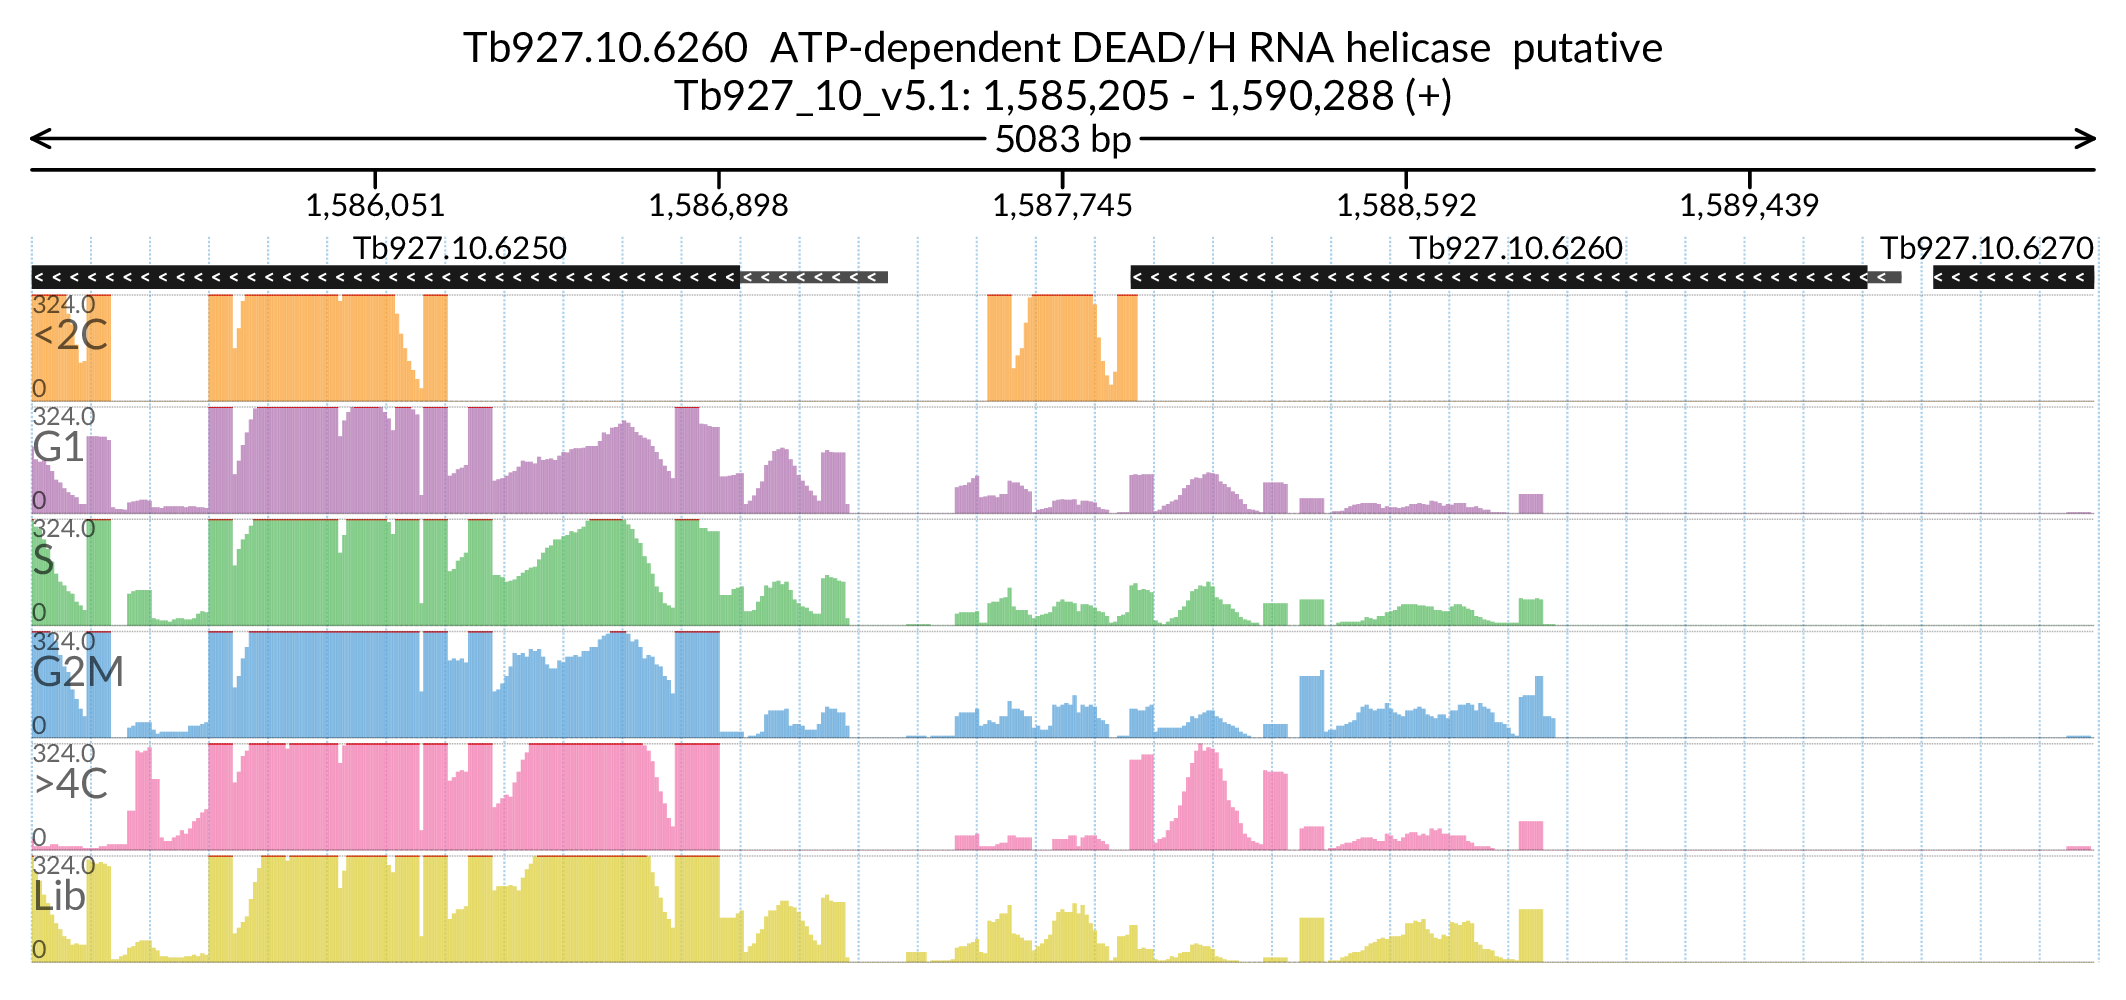 Tb927.10.6260 ATP-dependent DEAD/H RNA helicase putative
Tb927_10_v5.1: 1,585,205 - 1,590,288 (+)
5083 bp
1,586,051 1,586,898 1,587,745 1,588,592 1,589,439
Tb927.10.6250 Tb927.10.6260 Tb927.10.6270
324.0
<2C
0
324.0
G1
0
324.0
S
0
324.0
G2M
0
324.0
>4C
0
324.0
Lib
0